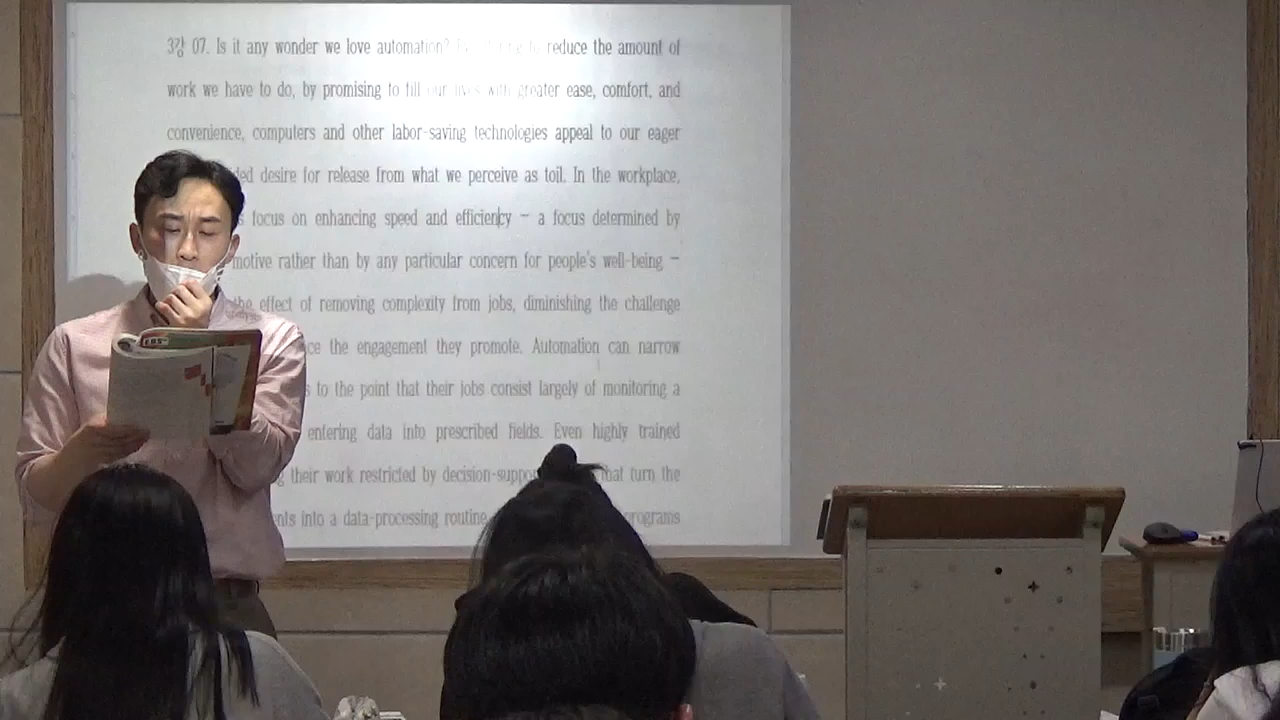 3강 07. Is it any wonder we love automation? to reduce the amount of
work we have to do, by promising to fill our lives with greater ease, comfort, and
convenience, computers and other labor-saving technologies appeal to our eager
desire for release from what we perceive as toil. In the workplace,
focus on enhancing speed and efficiency - a focus determined by
motive rather than by any particular concern for people's well-being -
the effect of removing complexity from jobs, diminishing the challenge
the engagement they promote. Automation can narrow
to the point that their jobs consist largely of monitoring a
entering data into prescribed fields. Even highly trained
their work restricted by that turn the
into a data-processing routine
programs
EBS